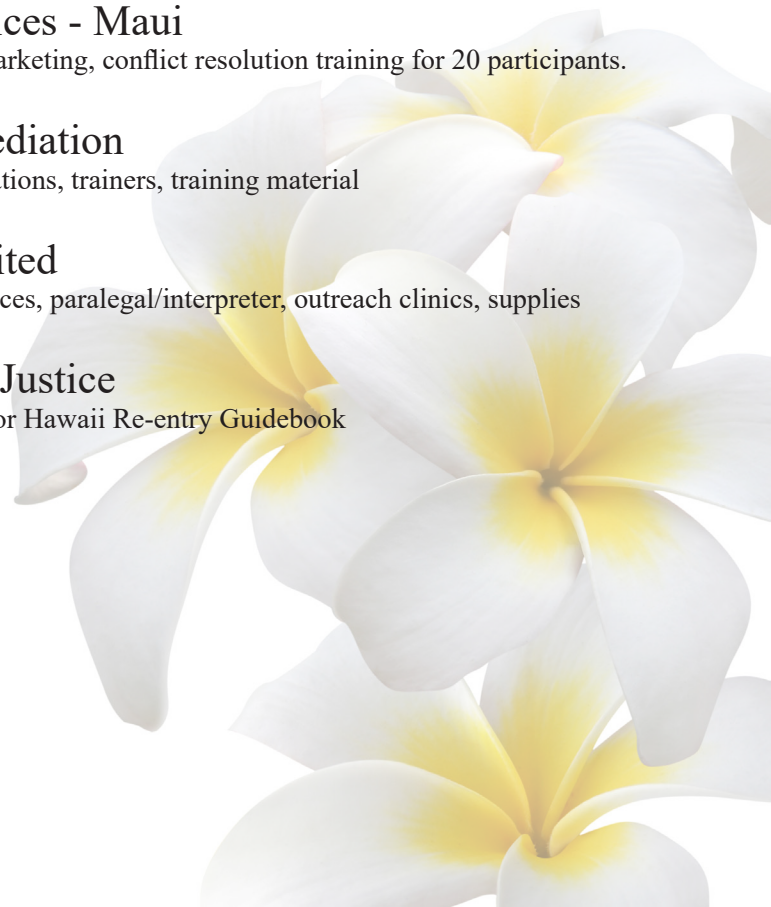 ces - Maui
arketing, conflict resolution training for 20 participants.
ediation
tions, trainers, training material
ited
ces, paralegal/interpreter, outreach clinics, supplies
Justice
or Hawaii Re-entry Guidebook